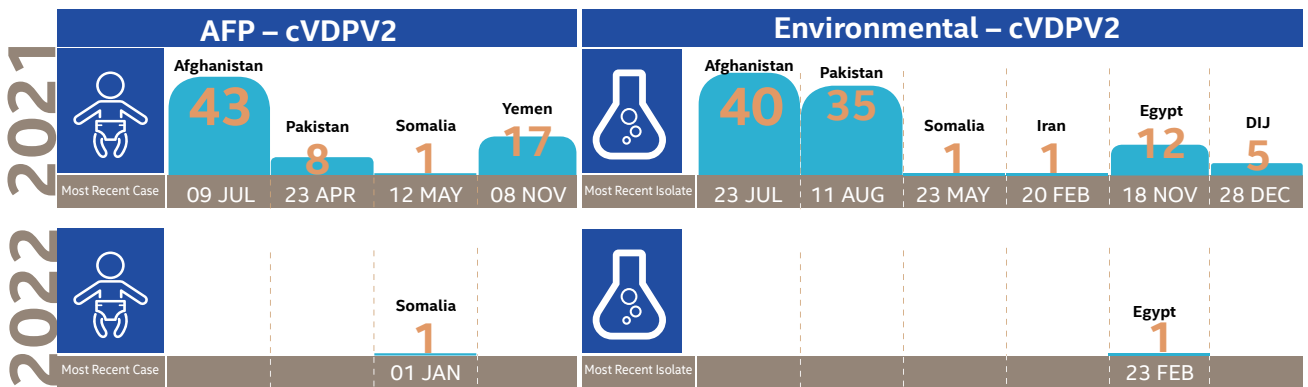 AFP – cVDPV2
Environmental – cVDPV2
2021
Afghanistan
43
Pakistan
8
Somalia
1
Yemen
17
Most Recent Case
09 JUL
23 APR
12 MAY
08 NOV
Afghanistan
40
Pakistan
35
Somalia
1
Iran
1
Egypt
12
DIJ
5
Most Recent Isolate
23 JUL
11 AUG
23 MAY
20 FEB
18 NOV
28 DEC
2022
Somalia
1
Most Recent Case
01 JAN
Egypt
1
Most Recent Isolate
23 FEB